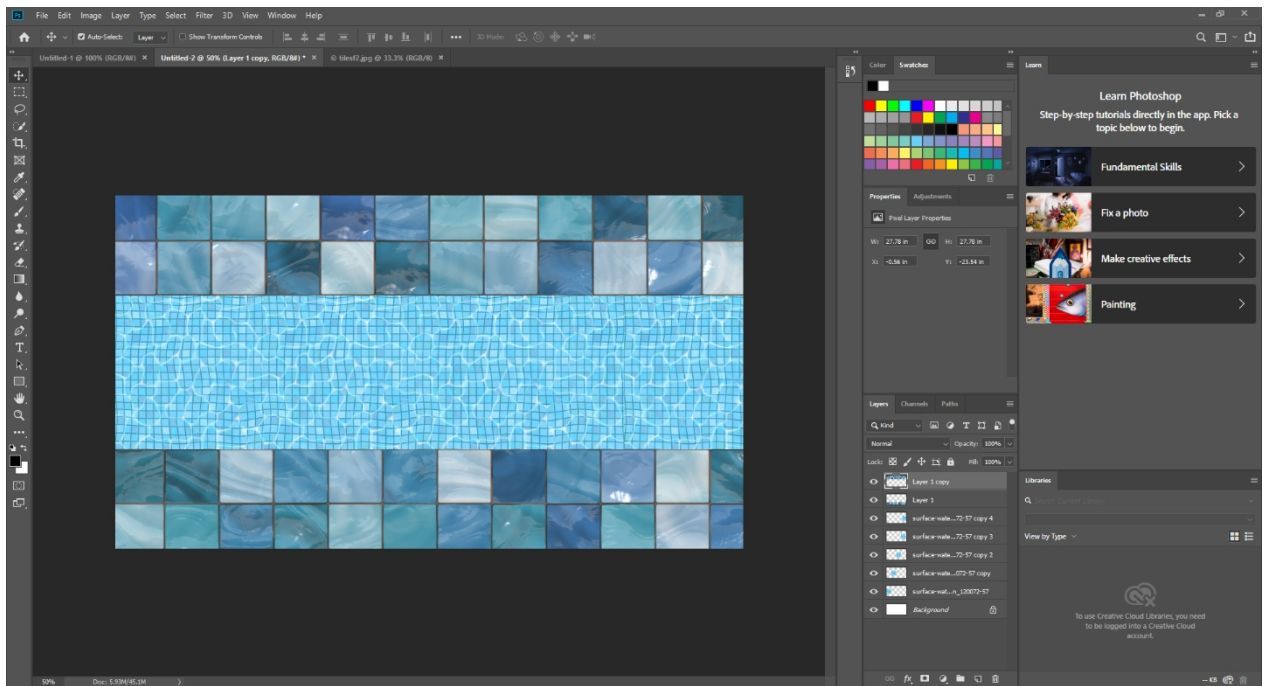 Ps File Edit Image Layer Type Select Filter 3D View Window Help
Auto-Select: Layer Show Transform Controls 3D Mode:
Untitled-1 @ 100% (RGB/8#) × Untitled-2 @ 50% (Layer 1 copy, RGB/8#) * × © tilesf2.jpg @ 33.3% (RGB/8) ×
Color Swatches
Properties Adjustments
Pixel Layer Properties
W: 27.78 in GO H: 27.78 in
X: -0.56 in Y: -23.54 in
Layers Channels Paths
Kind
Normal Opacity: 100%
Lock: Fill: 100%
Layer 1 copy
Layer 1
surface-wate...72-57 copy 4
surface-wate...72-57 copy 3
surface-wate...72-57 copy 2
surface-wate...072-57 copy
surface-wat...n_120072-57
Background
Learn
Learn Photoshop
Step-by-step tutorials directly in the app. Pick a
topic below to begin.
Fundamental Skills
Fix a photo
Make creative effects
Painting
Libraries
View by Type
To use Creative Cloud Libraries, you need
to be logged into a Creative Cloud
account.
-- KB
50% Doc: 5.93M/45.1M